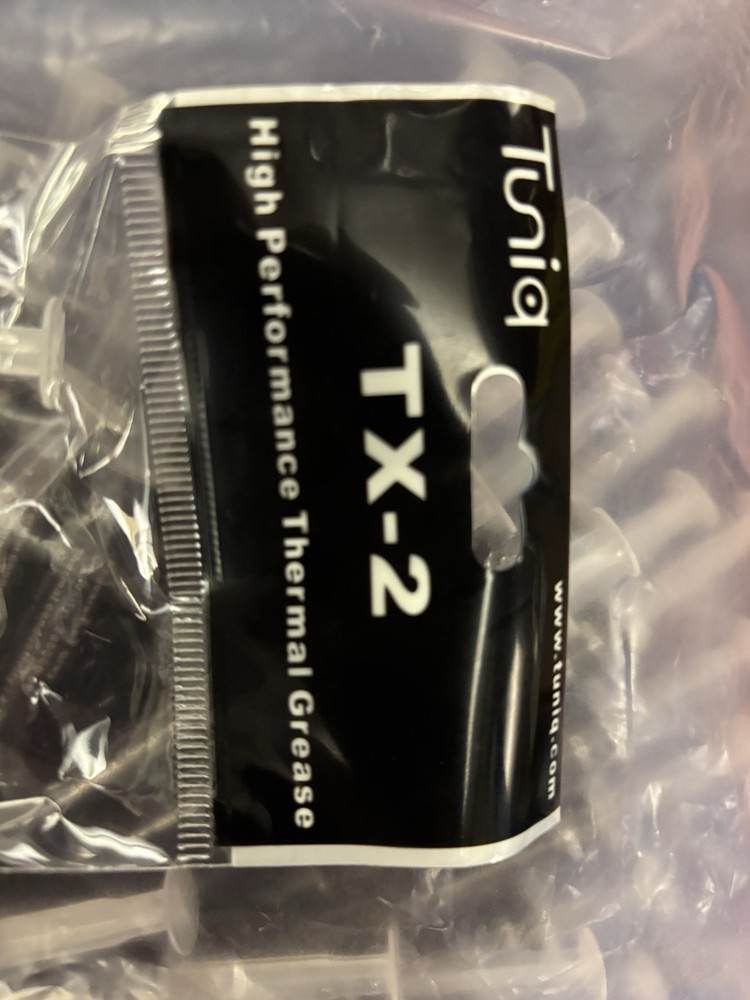 Tuniq
www.tuniq.com
TX-2
High Performance Thermal Grease